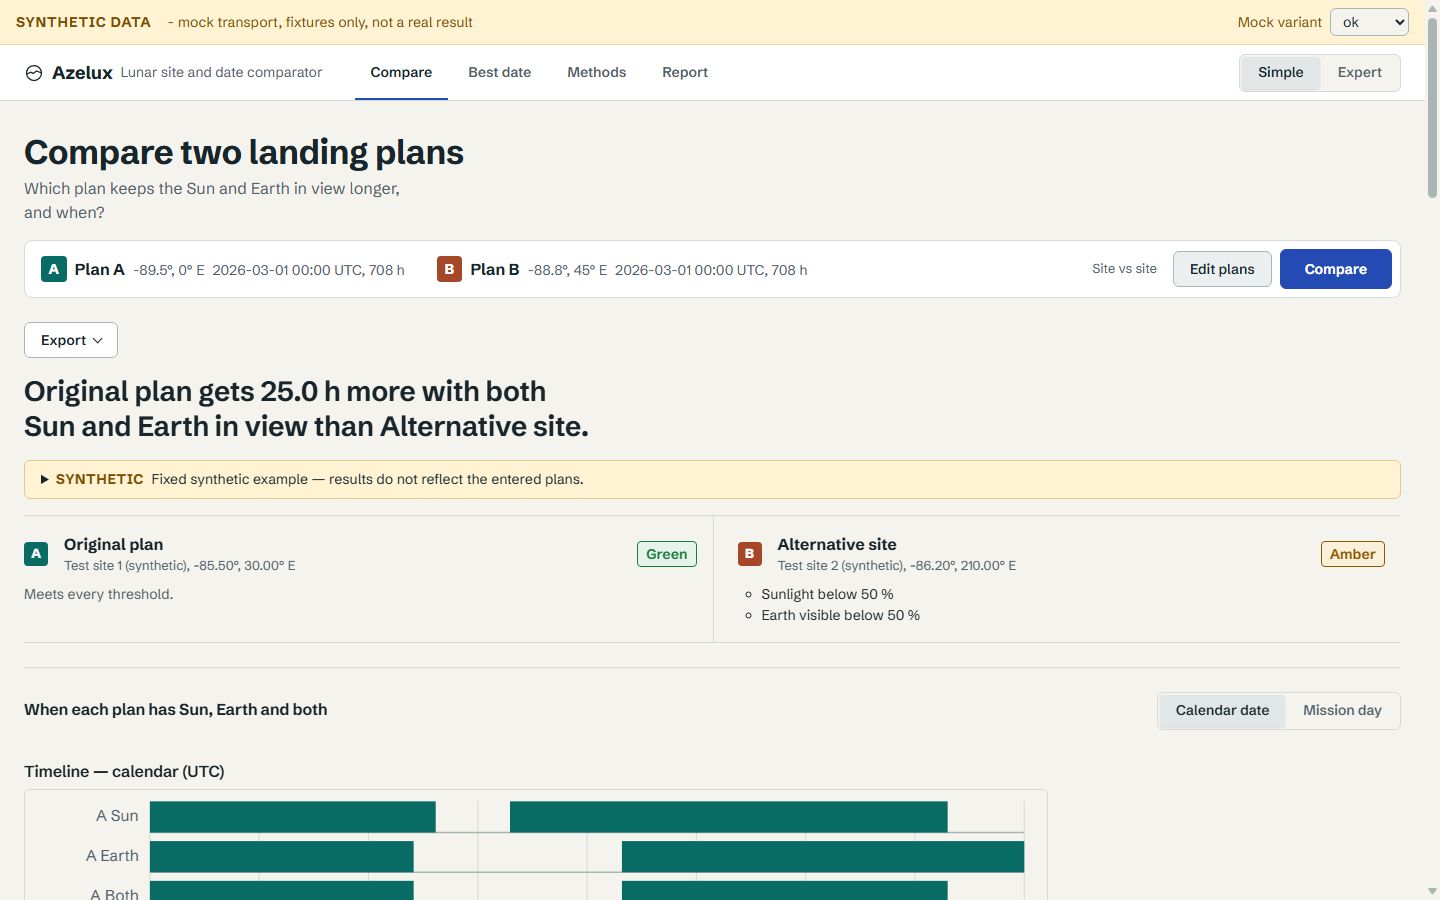 SYNTHETIC DATA - mock transport, fixtures only, not a real result Mock variant ok
Azelux Lunar site and date comparator Compare Best date Methods Report Simple Expert
Compare two landing plans
Which plan keeps the Sun and Earth in view longer,
and when?
A Plan A -89.5°, 0° E 2026-03-01 00:00 UTC, 708 h B Plan B -88.8°, 45° E 2026-03-01 00:00 UTC, 708 h Site vs site Edit plans Compare
Export
Original plan gets 25.0 h more with both
Sun and Earth in view than Alternative site.
SYNTHETIC Fixed synthetic example — results do not reflect the entered plans.
A Original plan Green
Test site 1 (synthetic), -85.50°, 30.00° E
Meets every threshold.
B Alternative site Amber
Test site 2 (synthetic), -86.20°, 210.00° E
Sunlight below 50 %
Earth visible below 50 %
When each plan has Sun, Earth and both Calendar date Mission day
Timeline — calendar (UTC)
A Sun
A Earth
A Both